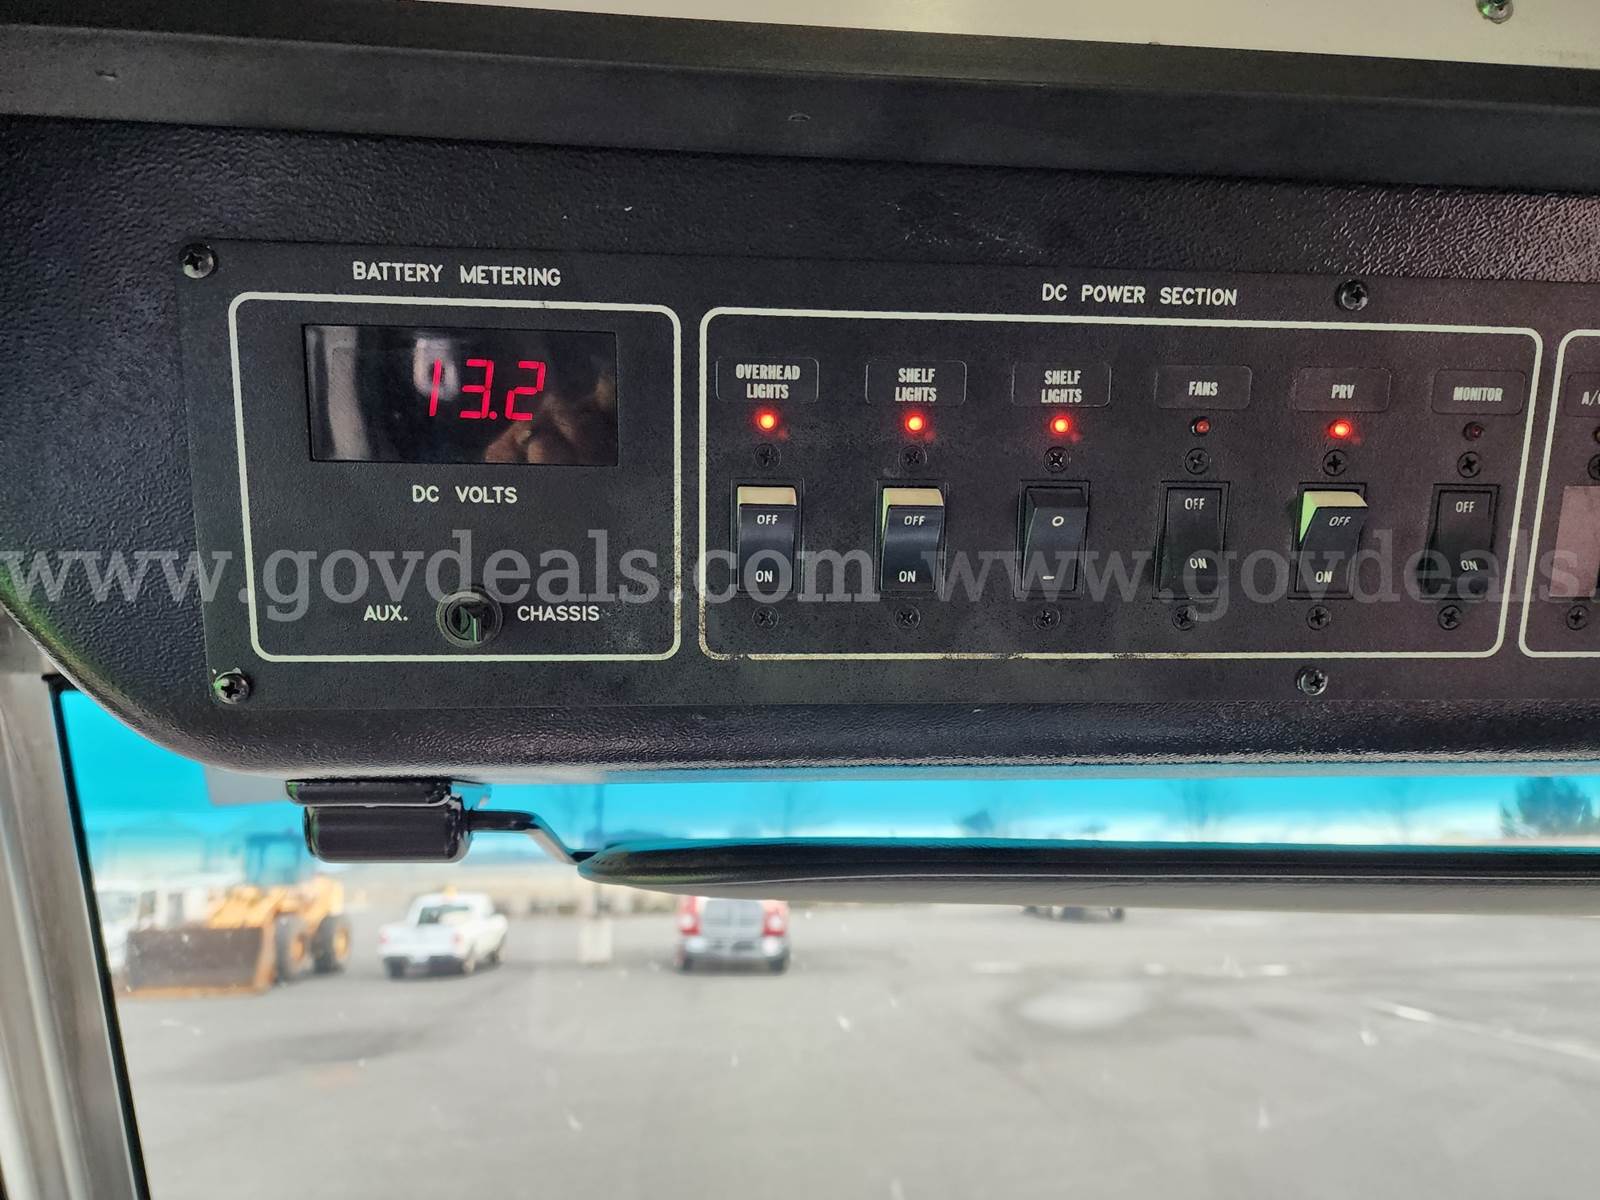 BATTERY METERING
13.2
DC VOLTS
AUX.
CHASSIS
DC POWER SECTION
OVERHEAD
LIGHTS
SHELF
LIGHTS
SHELF
LIGHTS
FANS
PRV
MONITOR
OFF
ON
OFF
ON
O
–
OFF
ON
OFF
ON
OFF
ON
www.govdeals.com
www.govdeals